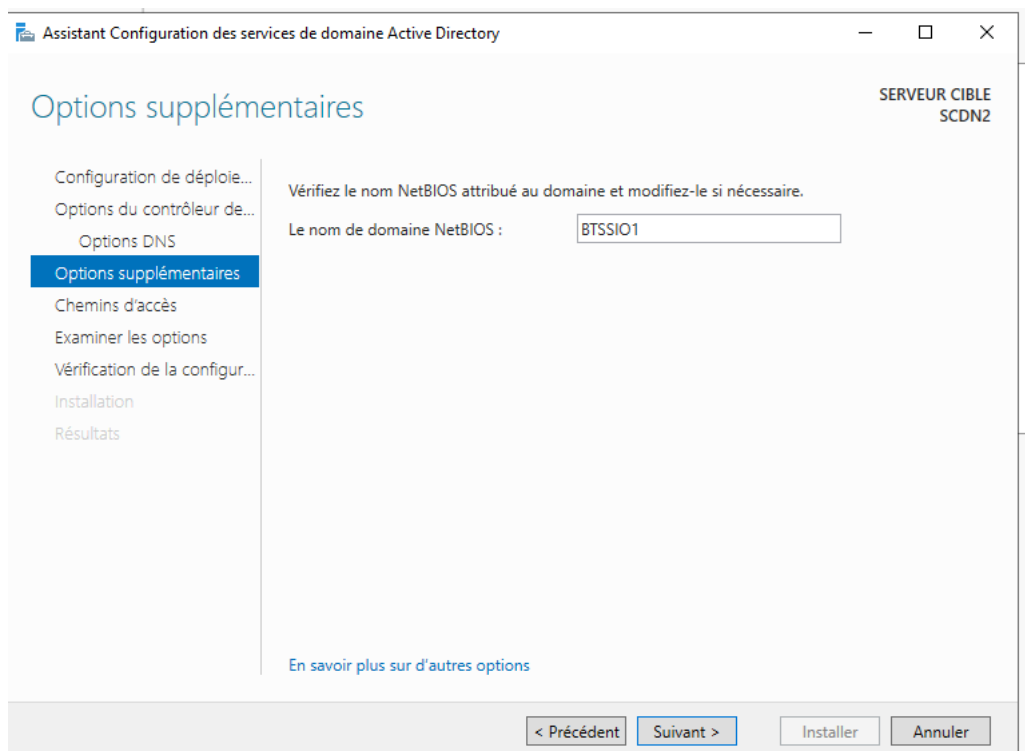 Assistant Configuration des services de domaine Active Directory
Options supplémentaires
SERVEUR CIBLE
SCDN2
Configuration de déploie...
Options du contrôleur de...
Options DNS
Options supplémentaires
Chemins d'accès
Examiner les options
Vérification de la configur...
Installation
Résultats
Vérifiez le nom NetBIOS attribué au domaine et modifiez-le si nécessaire.
Le nom de domaine NetBIOS : BTSSIO1
En savoir plus sur d'autres options
< Précédent Suivant > Installer Annuler